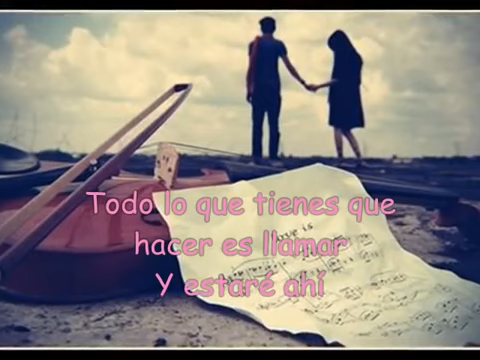 Todo lo que tienes que
hacer es llamar
Y estaré ahí